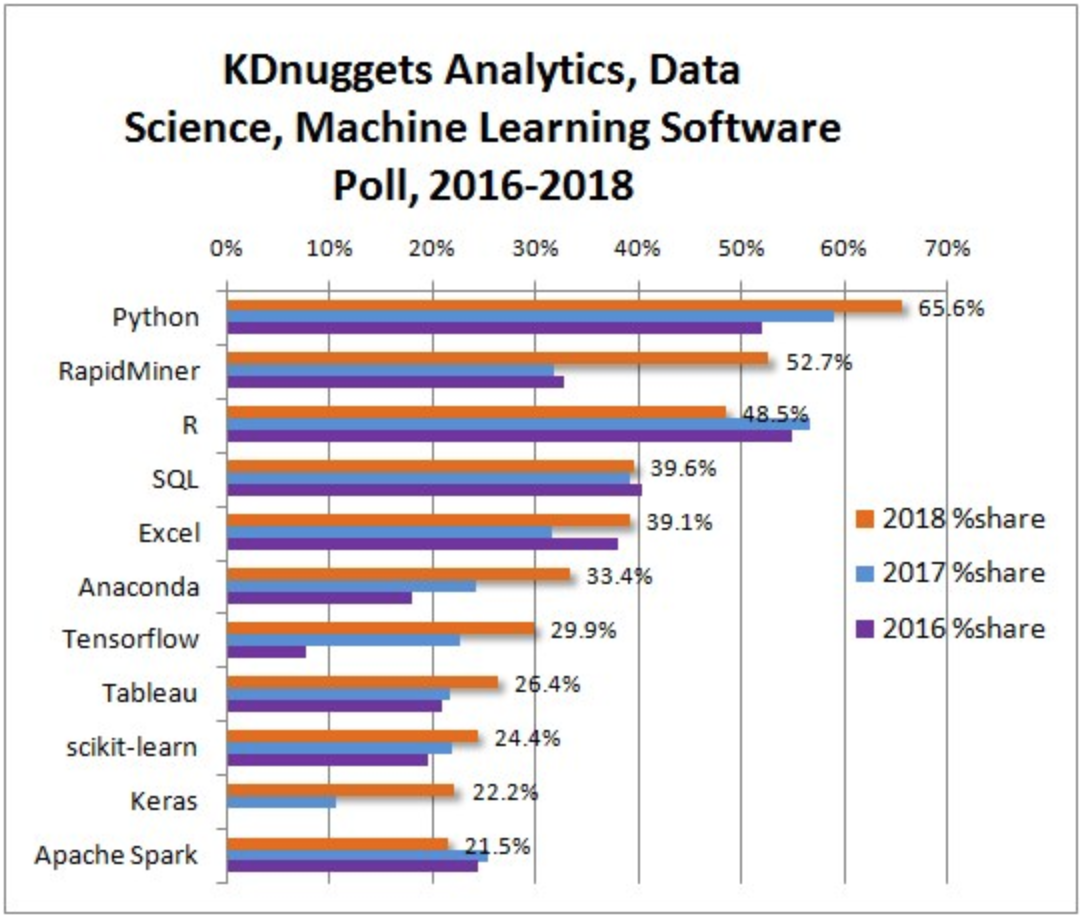 KDnuggets Analytics, Data
Science, Machine Learning Software
Poll, 2016-2018
0% 10% 20% 30% 40% 50% 60% 70%
Python 65.6%
RapidMiner 52.7%
R 48.5%
SQL 39.6%
Excel 39.1%
Anaconda 33.4%
Tensorflow 29.9%
Tableau 26.4%
scikit-learn 24.4%
Keras 22.2%
Apache Spark 21.5%
2018 %share
2017 %share
2016 %share